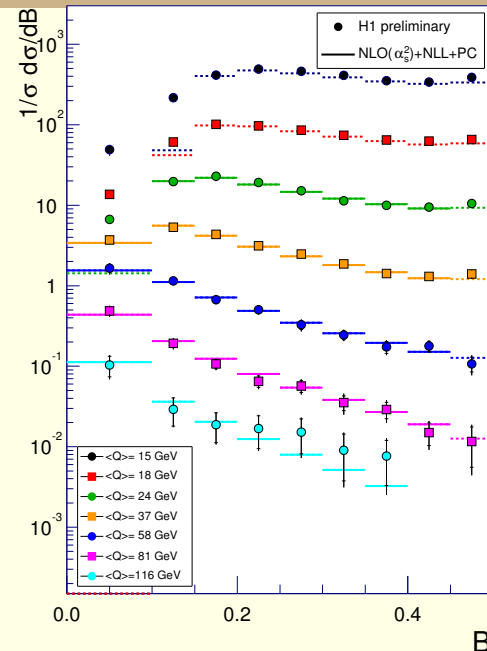 1/σ dσ/dB
H1 preliminary
NLO(α_s^2)+NLL+PC
10^3
10^2
10
1
10^-1
10^-2
10^-3
<Q>= 15 GeV
<Q>= 18 GeV
<Q>= 24 GeV
<Q>= 37 GeV
<Q>= 58 GeV
<Q>= 81 GeV
<Q>=116 GeV
0.0 0.2 0.4
B